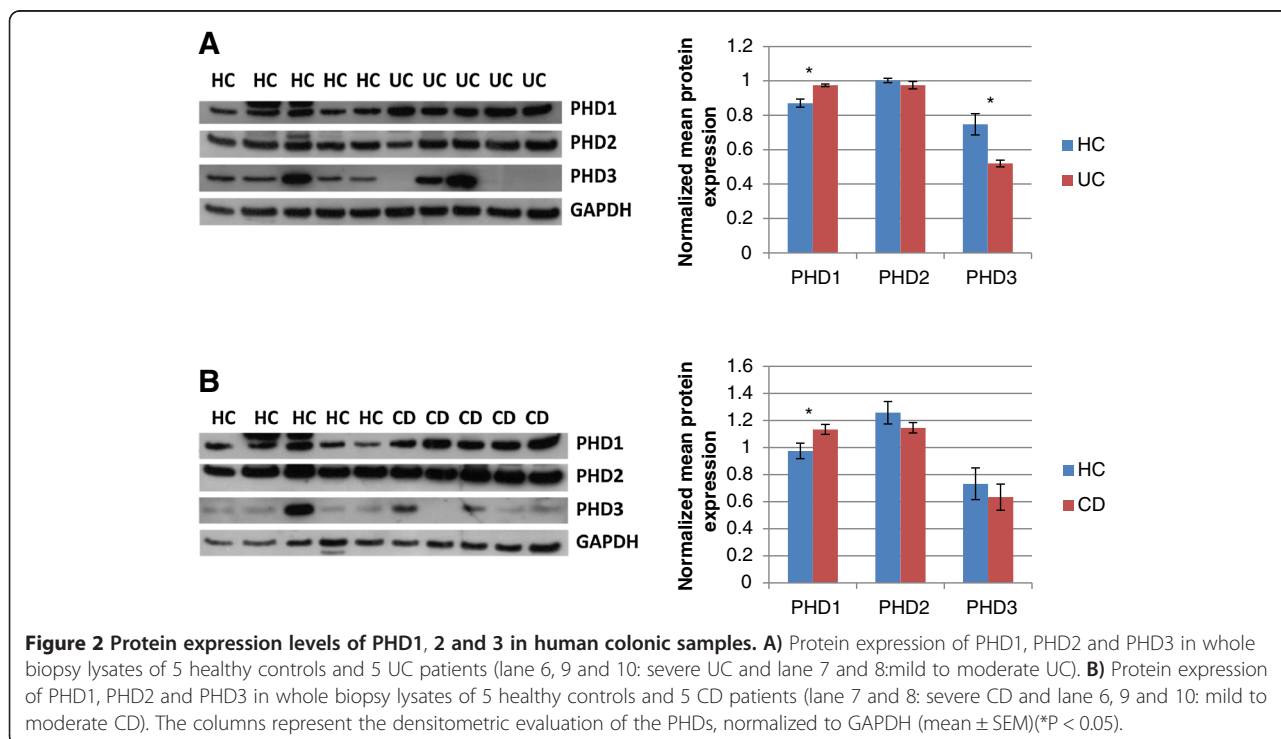 A
HC HC HC HC HC UC UC UC UC UC
PHD1
PHD2
PHD3
GAPDH
Normalized mean protein
expression
1.2
1
0.8
0.6
0.4
0.2
0
*
*
PHD1 PHD2 PHD3
HC
UC
B
HC HC HC HC HC CD CD CD CD CD
PHD1
PHD2
PHD3
GAPDH
Normalized mean protein
expression
1.6
1.4
1.2
1
0.8
0.6
0.4
0.2
0
*
PHD1 PHD2 PHD3
HC
CD
Figure 2 Protein expression levels of PHD1, 2 and 3 in human colonic samples. A) Protein expression of PHD1, PHD2 and PHD3 in whole
biopsy lysates of 5 healthy controls and 5 UC patients (lane 6, 9 and 10: severe UC and lane 7 and 8:mild to moderate UC). B) Protein expression
of PHD1, PHD2 and PHD3 in whole biopsy lysates of 5 healthy controls and 5 CD patients (lane 7 and 8: severe CD and lane 6, 9 and 10: mild to
moderate CD). The columns represent the densitometric evaluation of the PHDs, normalized to GAPDH (mean ± SEM)(*P < 0.05).